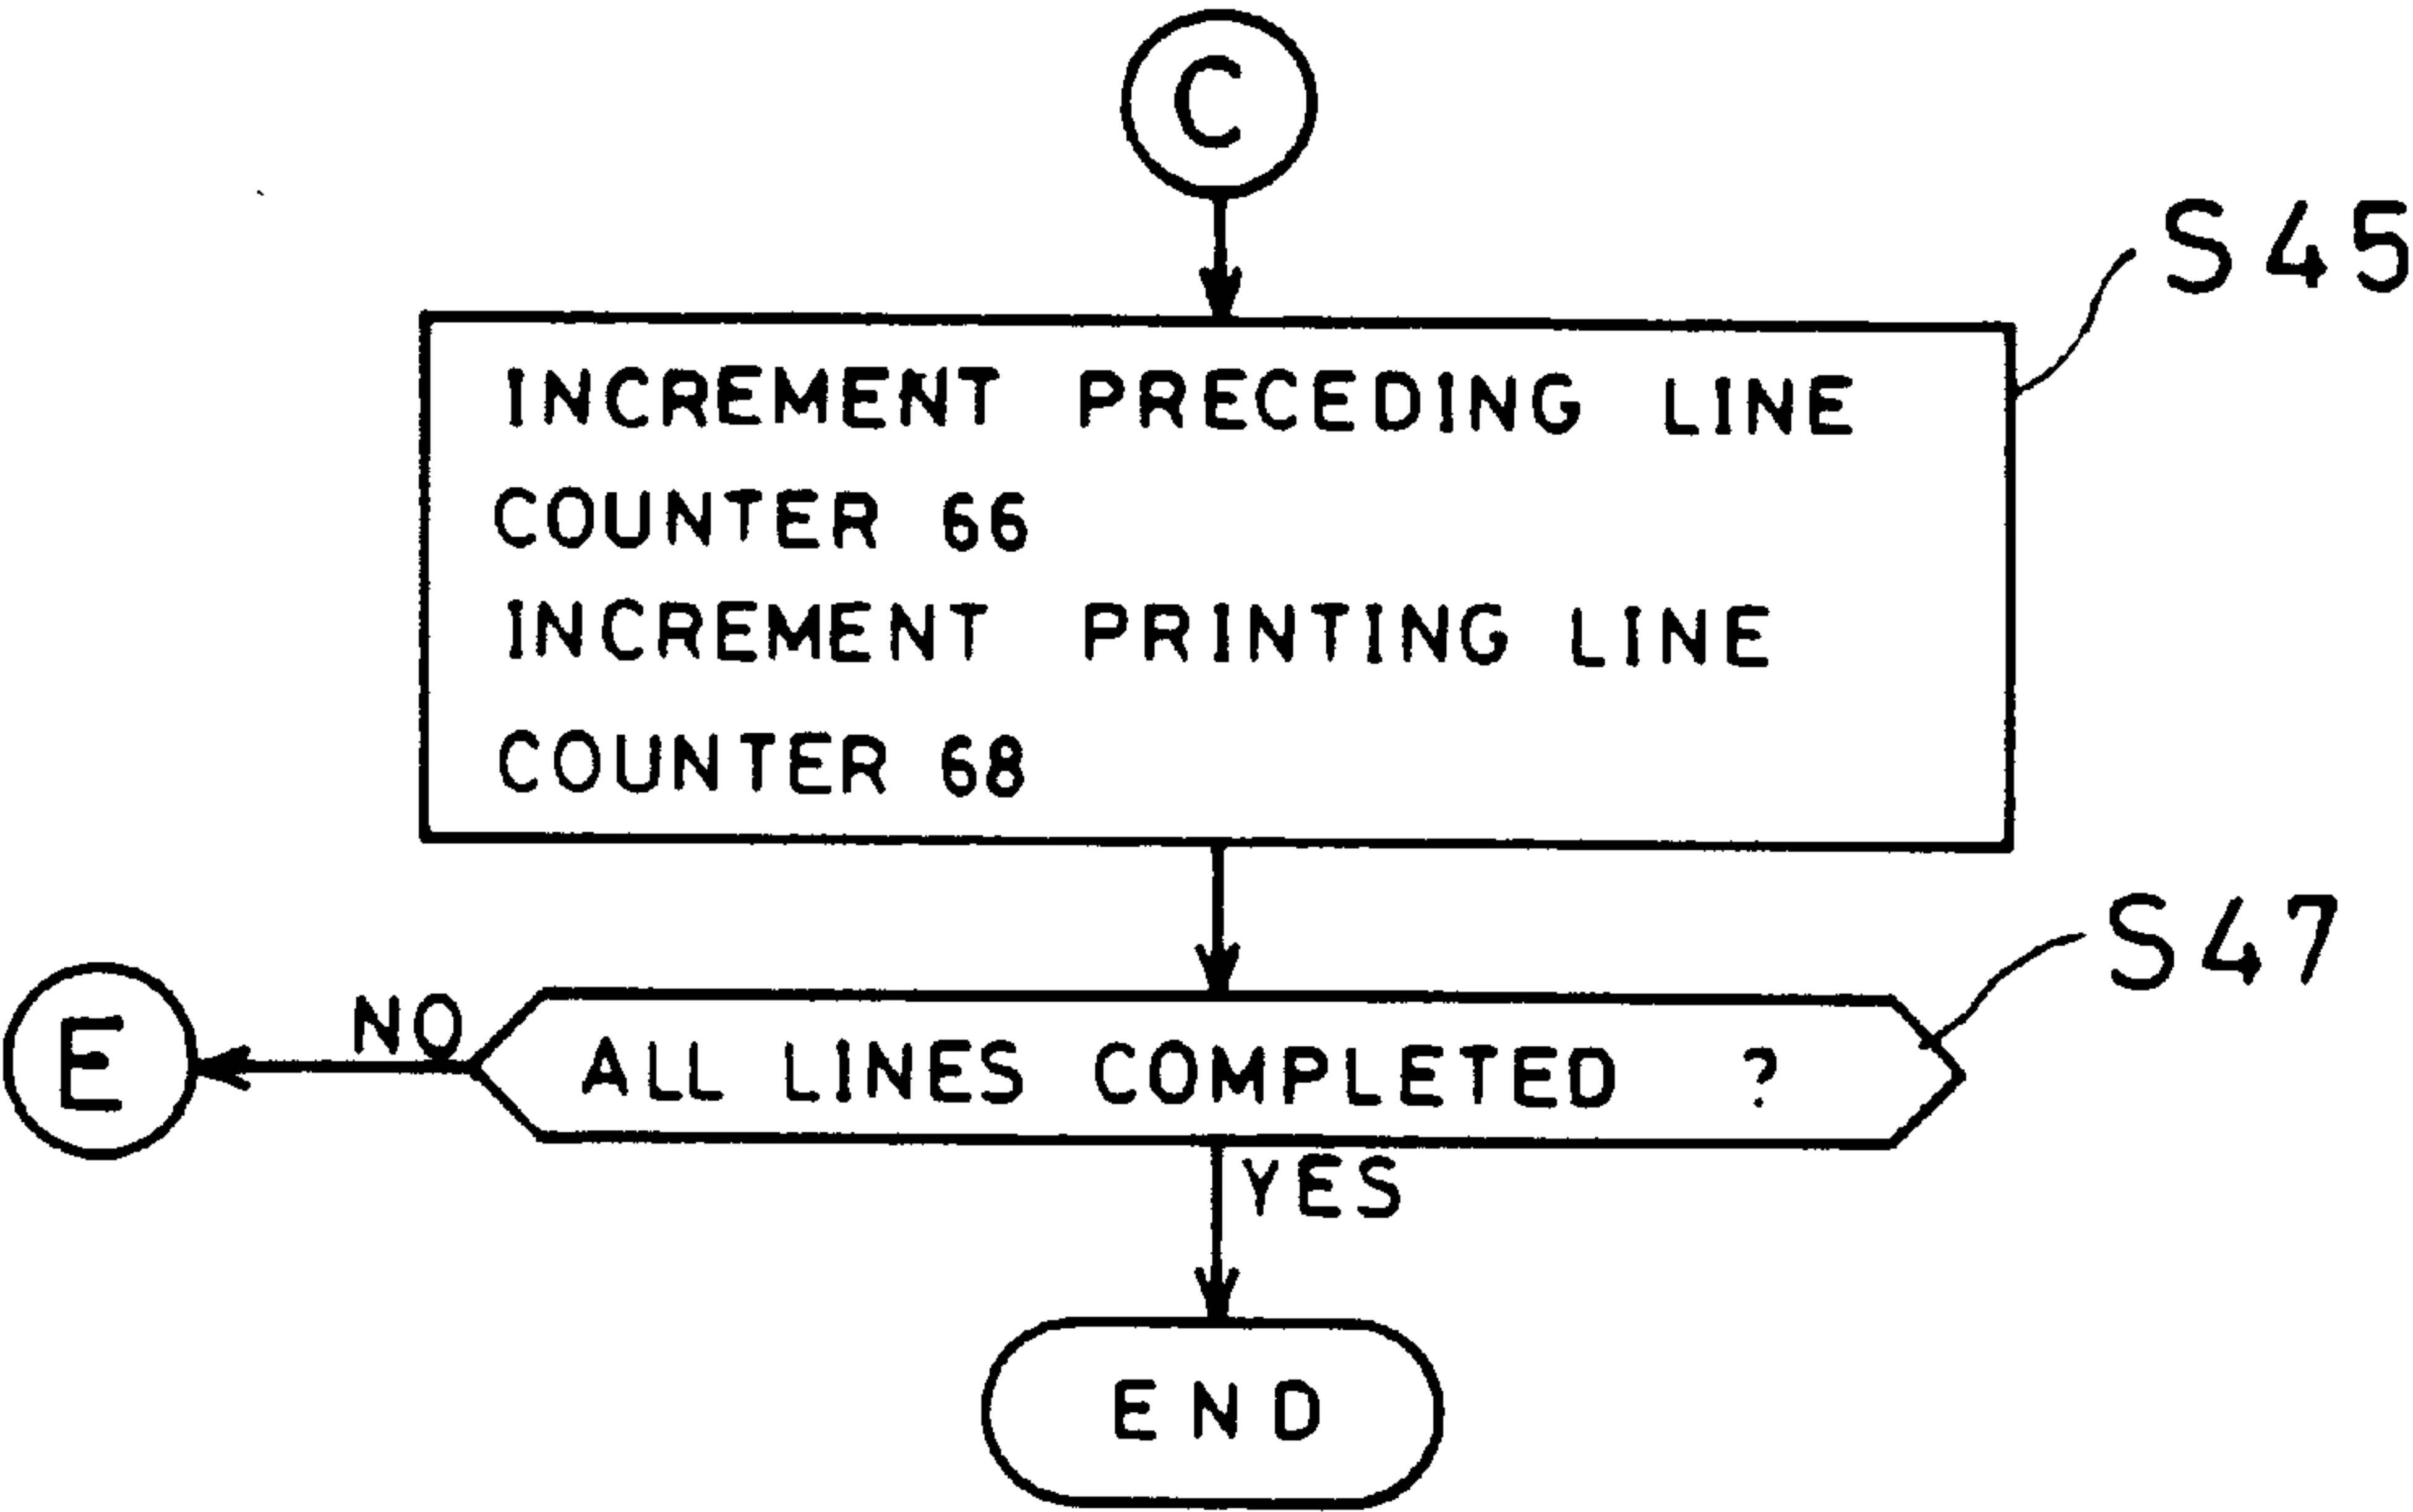 C
S45
INCREMENT PRECEDING LINE
COUNTER 66
INCREMENT PRINTING LINE
COUNTER 68
S47
E
NO
ALL LINES COMPLETED ?
YES
END